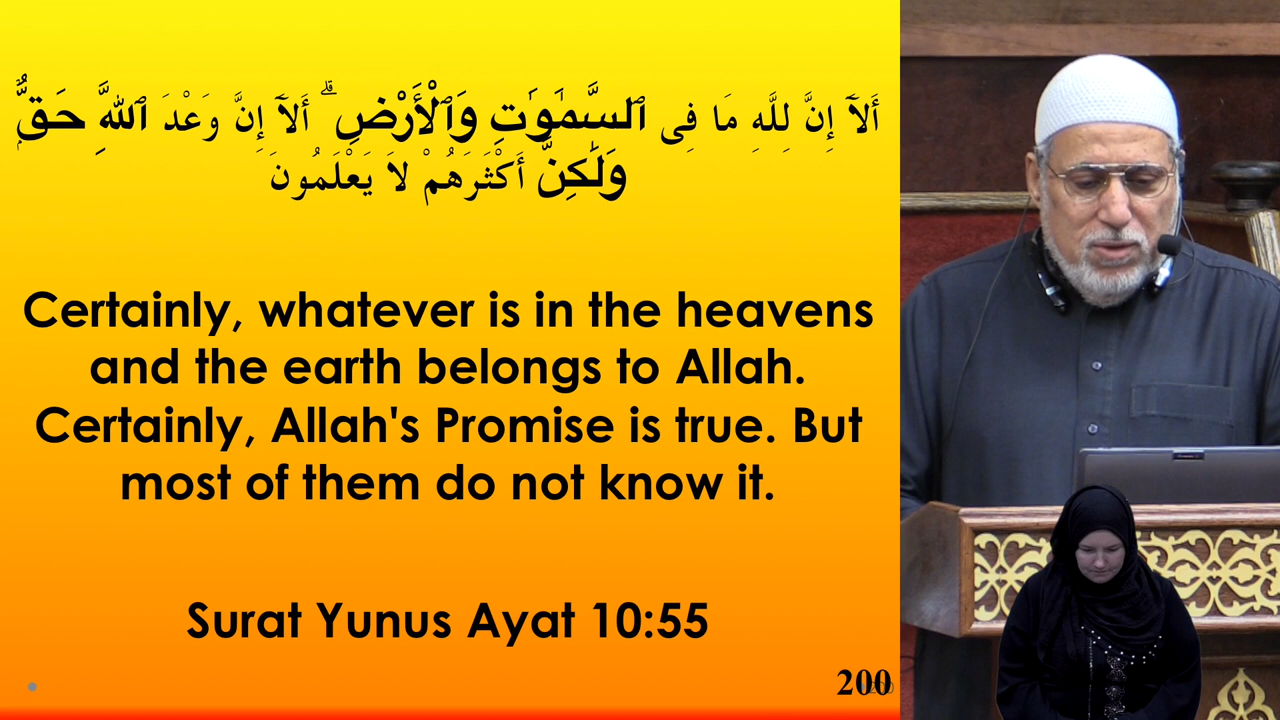 أَلَآ إِنَّ لِلَّهِ مَا فِى ٱلسَّمَٰوَٰتِ وَٱلْأَرْضِ ۗ أَلَآ إِنَّ وَعْدَ ٱللَّهِ حَقٌّۭ
وَلَٰكِنَّ أَكْثَرَهُمْ لَا يَعْلَمُونَ
Certainly, whatever is in the heavens
and the earth belongs to Allah.
Certainly, Allah's Promise is true. But
most of them do not know it.
Surat Yunus Ayat 10:55
200